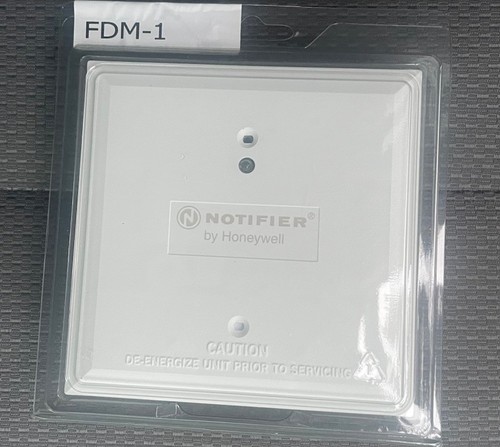 FDM-1
N NOTIFIER®
by Honeywell
CAUTION
DE-ENERGIZE UNIT PRIOR TO SERVICING